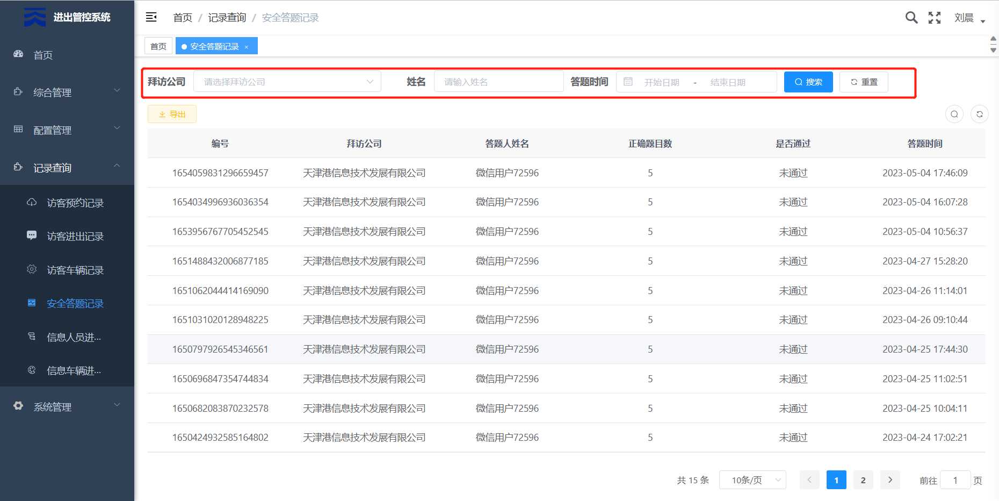 进出管控系统
首页 / 记录查询 / 安全答题记录
刘晨
首页
综合管理
配置管理
记录查询
访客预约记录
访客进出记录
访客车辆记录
安全答题记录
信息人员进...
信息车辆进...
系统管理
首页
安全答题记录 ×
拜访公司 请选择拜访公司 姓名 请输入姓名 答题时间 开始日期 - 结束日期 搜索 重置
导出
编号 拜访公司 答题人姓名 正确题目数 是否通过 答题时间
1654059831296659457 天津港信息技术发展有限公司 微信用户72596 5 未通过 2023-05-04 17:46:09
1654034996936036354 天津港信息技术发展有限公司 微信用户72596 5 未通过 2023-05-04 16:07:28
1653956767705452545 天津港信息技术发展有限公司 微信用户72596 5 未通过 2023-05-04 10:56:37
1651488432006877185 天津港信息技术发展有限公司 微信用户72596 5 未通过 2023-04-27 15:28:20
1651062044414169090 天津港信息技术发展有限公司 微信用户72596 5 未通过 2023-04-26 11:14:01
1651031020128948225 天津港信息技术发展有限公司 微信用户72596 5 未通过 2023-04-26 09:10:44
1650797926545346561 天津港信息技术发展有限公司 微信用户72596 5 未通过 2023-04-25 17:44:30
1650696847354744834 天津港信息技术发展有限公司 微信用户72596 5 未通过 2023-04-25 11:02:51
1650682083870232578 天津港信息技术发展有限公司 微信用户72596 5 未通过 2023-04-25 10:04:11
1650424932585164802 天津港信息技术发展有限公司 微信用户72596 5 未通过 2023-04-24 17:02:21
共 15 条 10条/页 < 1 2 > 前往 1 页